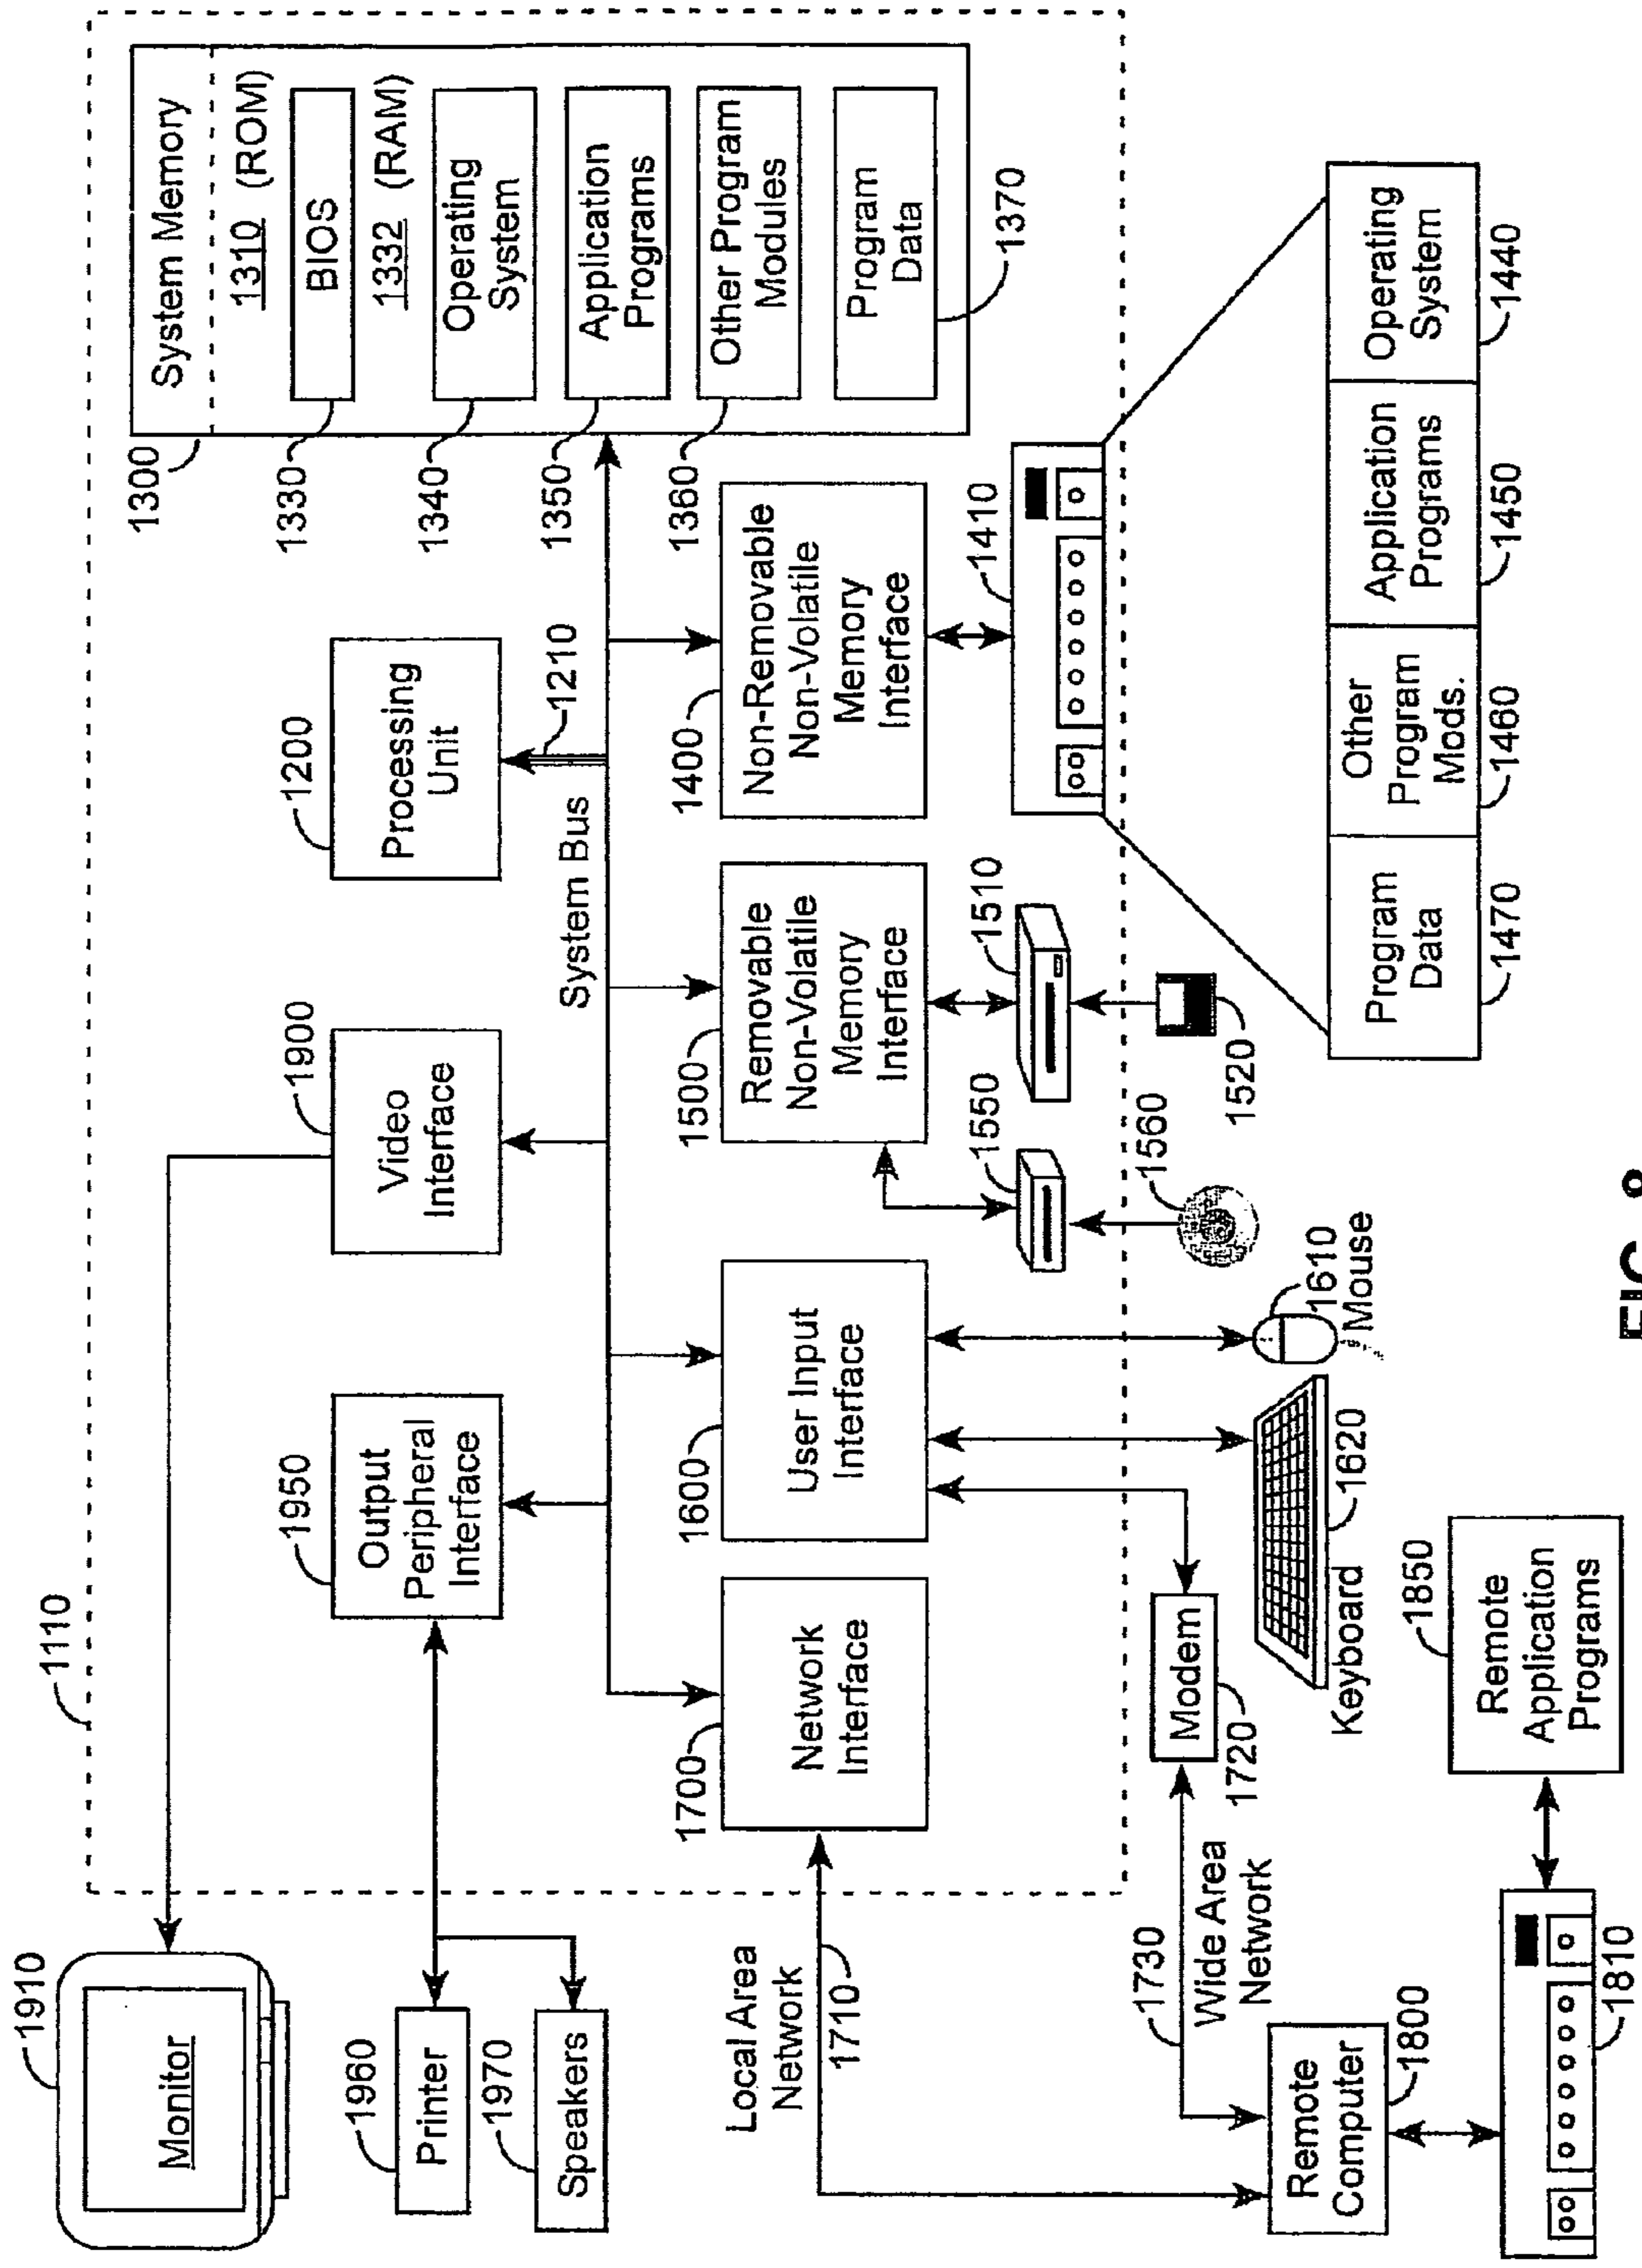 1110
1910
Monitor
1960
Printer
1970
Speakers
1950
Output
Peripheral
Interface
1900
Video
Interface
1200
Processing
Unit
1210
System Bus
1300
System Memory
1310 (ROM)
1330
BIOS
1332 (RAM)
1340
Operating
System
1350
Application
Programs
1360
Other Program
Modules
Program
Data
1370
1700
Network
Interface
1600
User Input
Interface
1500
Removable
Non-Volatile
Memory
Interface
1400
Non-Removable
Non-Volatile
Memory
Interface
Local Area
Network
1710
1730
Wide Area
Network
Modem
1720
1550
1510
1410
1560
1520
1610
Mouse
1620
Keyboard
Remote
Computer
1800
1810
1850
Remote
Application
Programs
Program
Data
Other
Program
Mods.
Application
Programs
Operating
System
1470
1460
1450
1440